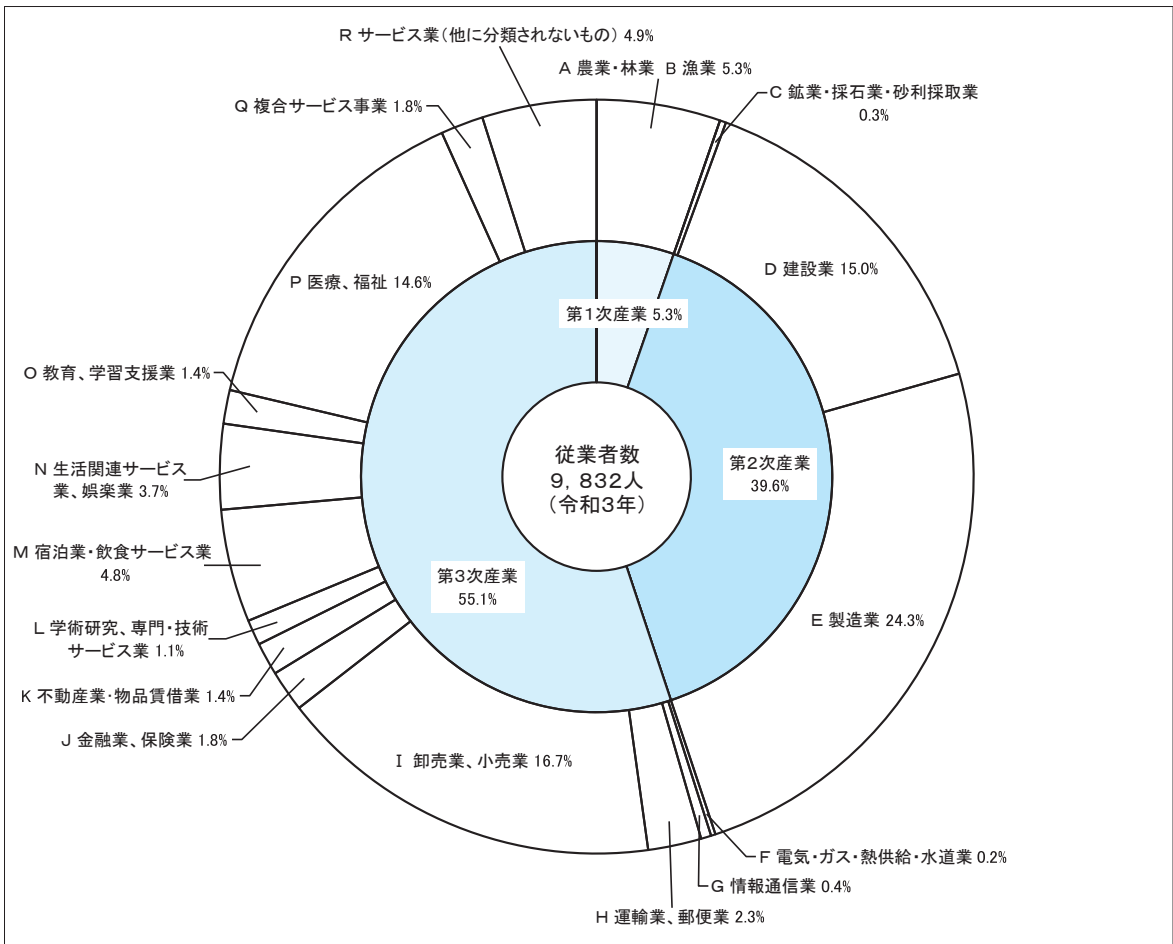 R サービス業(他に分類されないもの) 4.9%
A 農業・林業 B 漁業 5.3%
C 鉱業・採石業・砂利採取業
0.3%
Q 複合サービス事業 1.8%
D 建設業 15.0%
P 医療、福祉 14.6%
第1次産業 5.3%
O 教育、学習支援業 1.4%
従業者数
9,832人
(令和3年)
第2次産業
39.6%
N 生活関連サービス
業、娯楽業 3.7%
M 宿泊業・飲食サービス業
4.8%
第3次産業
55.1%
E 製造業 24.3%
L 学術研究、専門・技術
サービス業 1.1%
K 不動産業・物品賃借業 1.4%
J 金融業、保険業 1.8%
I 卸売業、小売業 16.7%
F 電気・ガス・熱供給・水道業 0.2%
G 情報通信業 0.4%
H 運輸業、郵便業 2.3%